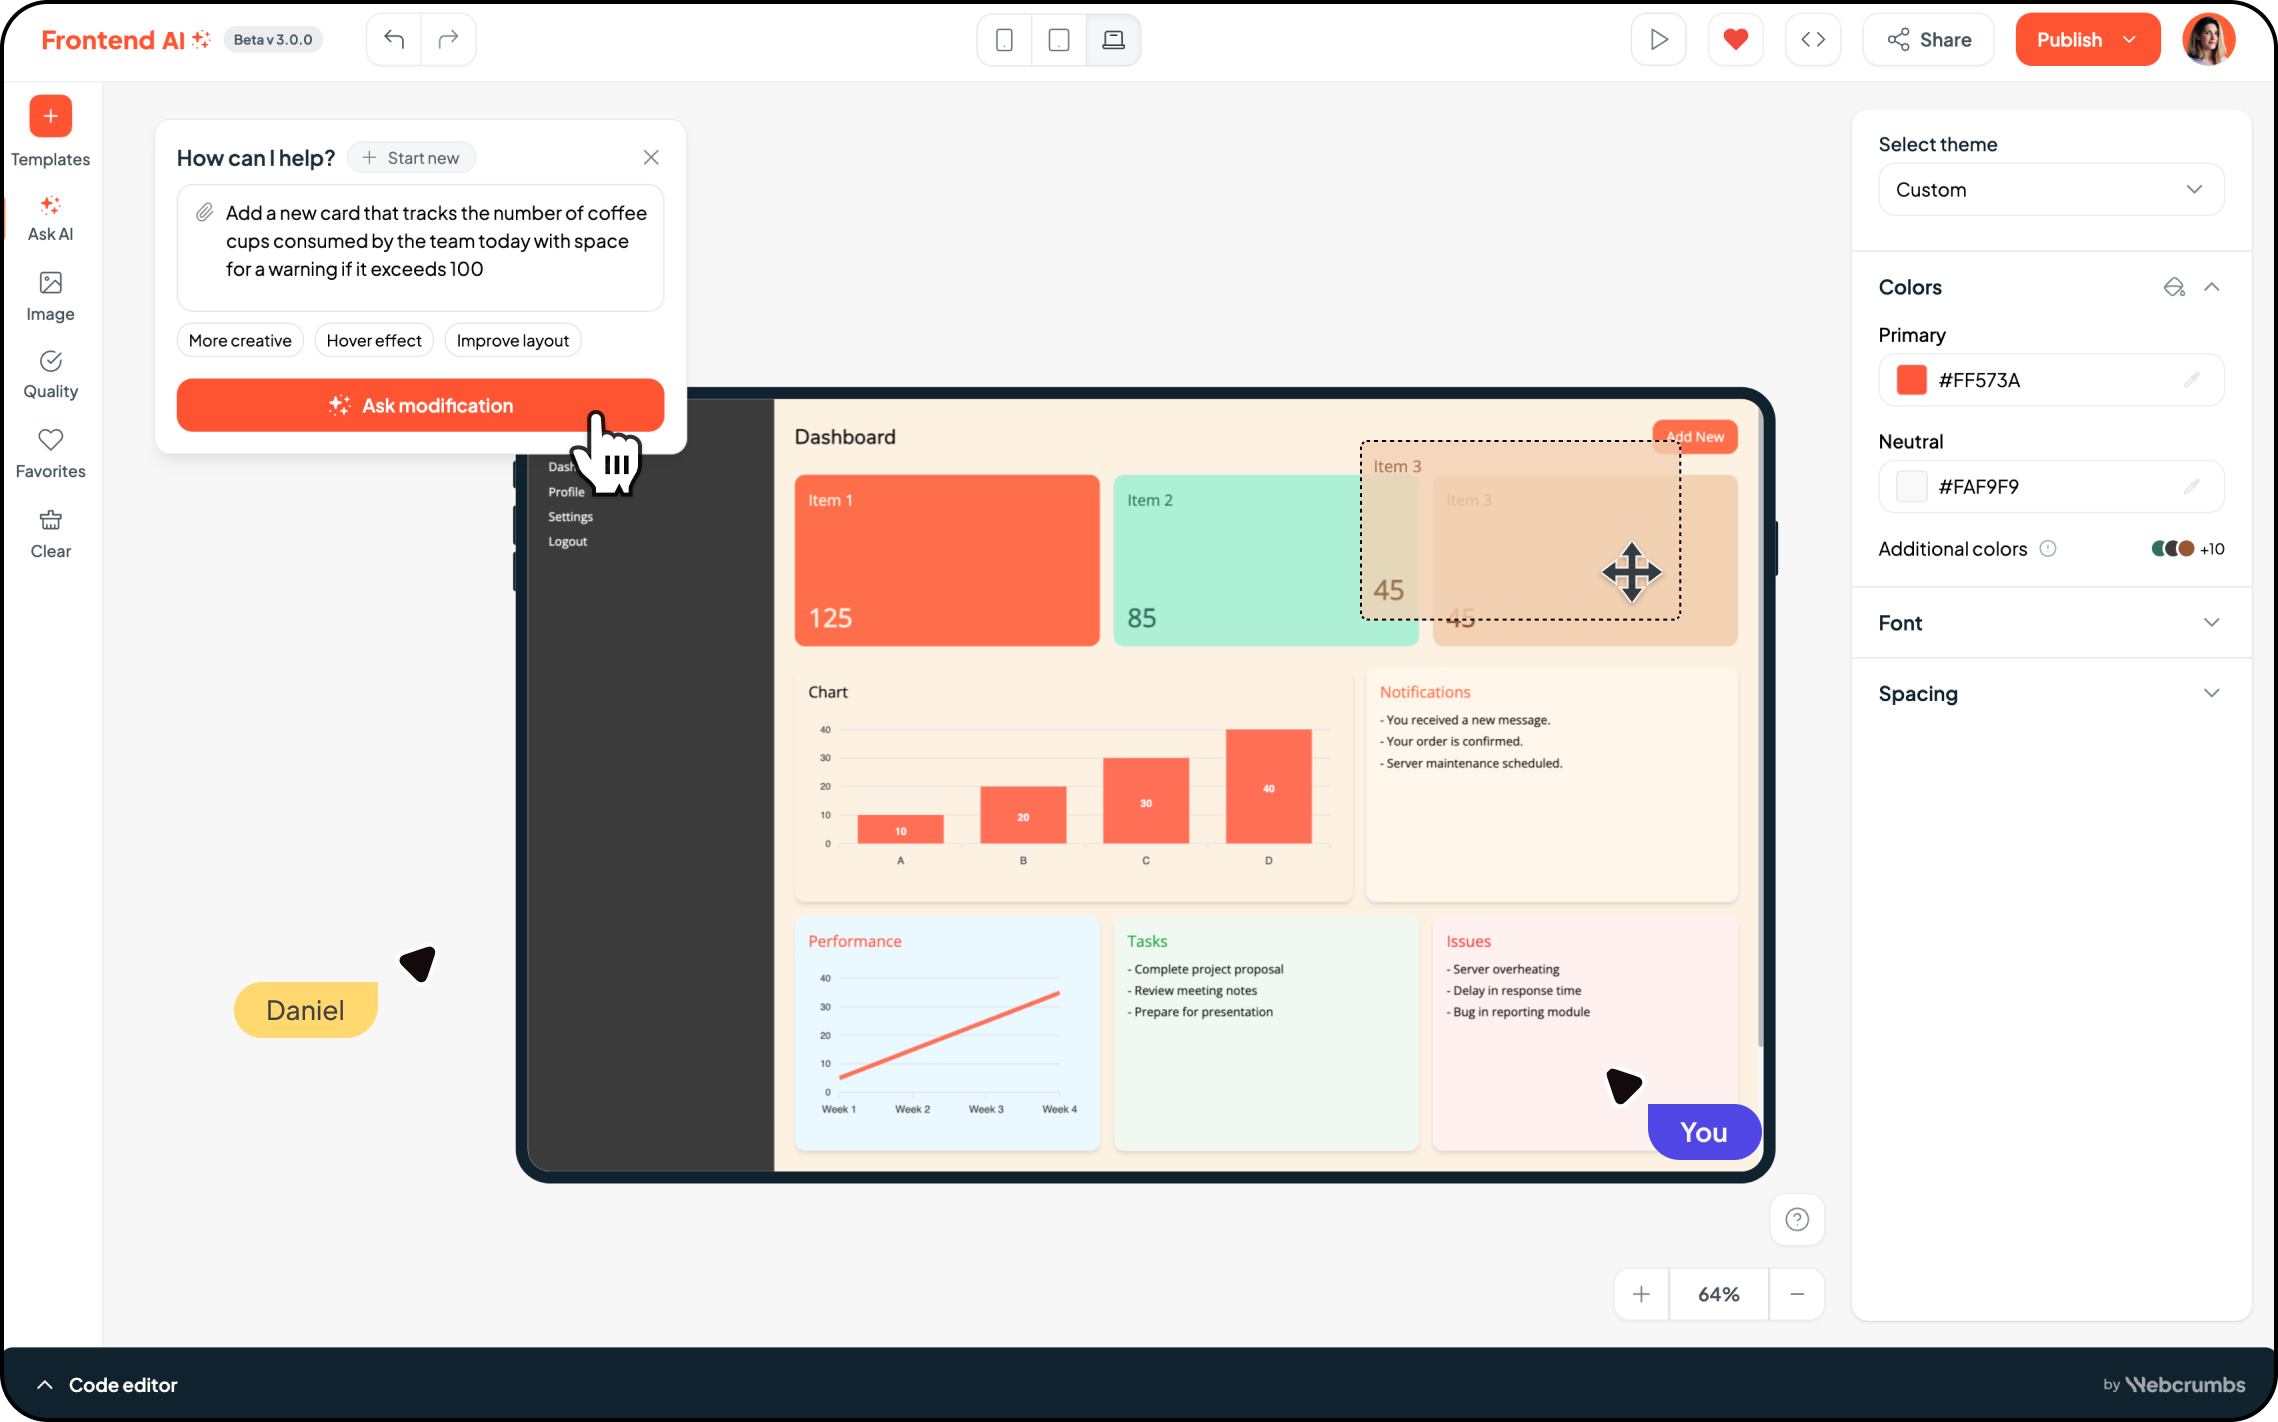 Frontend AI
Beta v 3.0.0
Share
Publish
Templates
Ask AI
Image
Quality
Favorites
Clear
How can I help?
+ Start new
Add a new card that tracks the number of coffee
cups consumed by the team today with space
for a warning if it exceeds 100
More creative
Hover effect
Improve layout
Ask modification
Profile
Settings
Logout
Dashboard
Add New
Item 1
125
Item 2
85
Item 3
45
Item 3
45
Chart
40
30
20
10
0
10
20
30
40
A
B
C
D
Notifications
- You received a new message.
- Your order is confirmed.
- Server maintenance scheduled.
Performance
40
30
20
10
0
Week 1
Week 2
Week 3
Week 4
Tasks
- Complete project proposal
- Review meeting notes
- Prepare for presentation
Issues
- Server overheating
- Delay in response time
- Bug in reporting module
Daniel
You
64%
Select theme
Custom
Colors
Primary
#FF573A
Neutral
#FAF9F9
Additional colors
+10
Font
Spacing
Code editor
by Webcrumbs